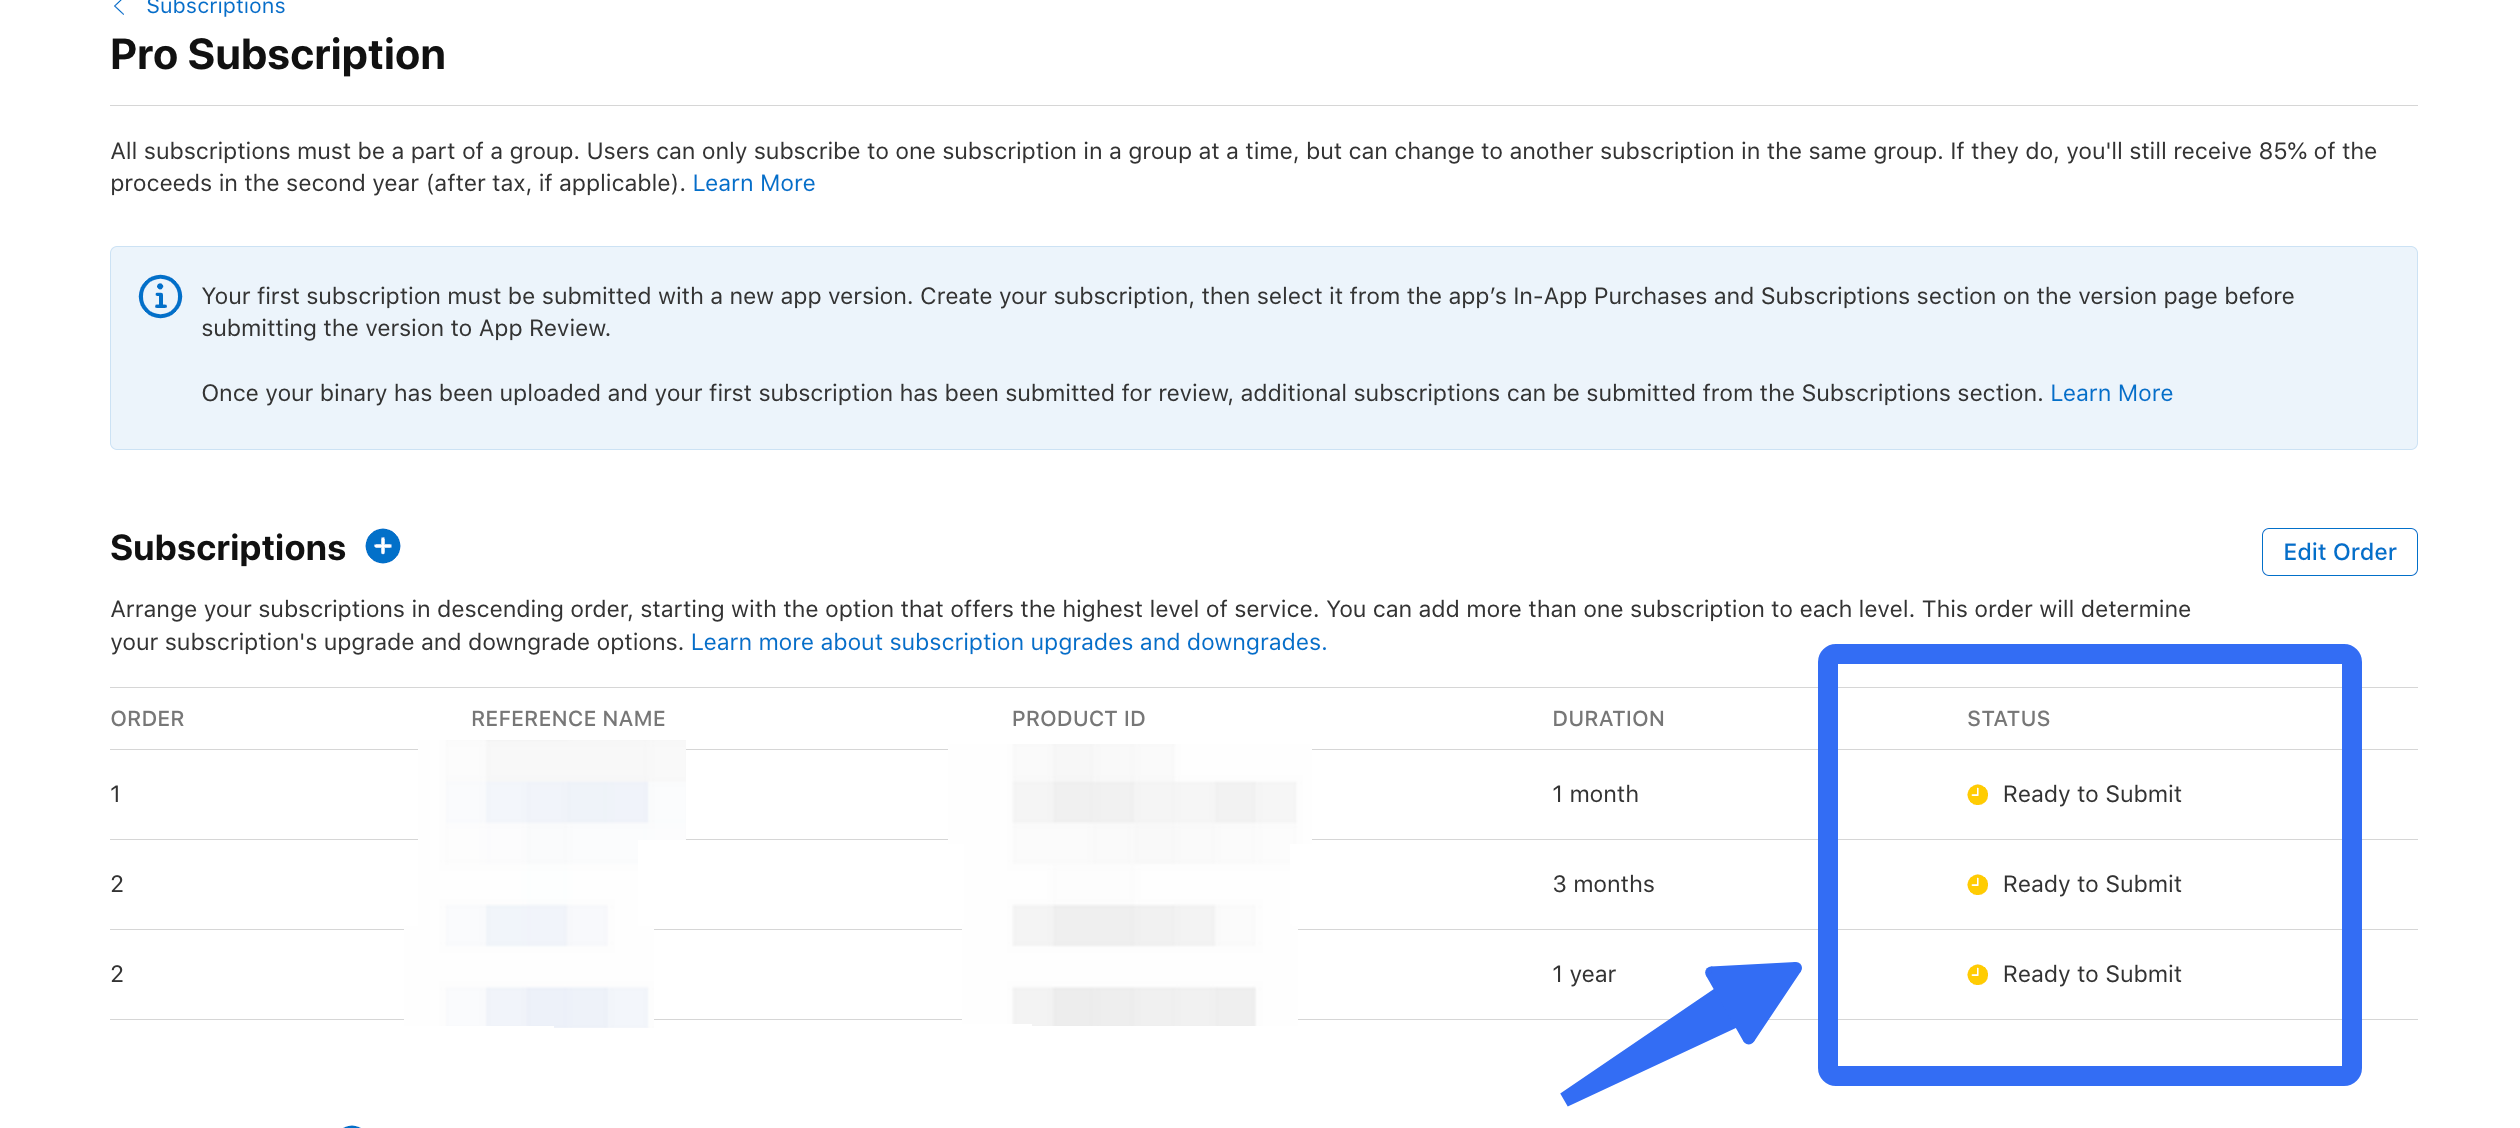 Subscriptions
Pro Subscription
All subscriptions must be a part of a group. Users can only subscribe to one subscription in a group at a time, but can change to another subscription in the same group. If they do, you'll still receive 85% of the
proceeds in the second year (after tax, if applicable). Learn More
Your first subscription must be submitted with a new app version. Create your subscription, then select it from the app’s In-App Purchases and Subscriptions section on the version page before
submitting the version to App Review.
Once your binary has been uploaded and your first subscription has been submitted for review, additional subscriptions can be submitted from the Subscriptions section. Learn More
Subscriptions
Edit Order
Arrange your subscriptions in descending order, starting with the option that offers the highest level of service. You can add more than one subscription to each level. This order will determine
your subscription's upgrade and downgrade options. Learn more about subscription upgrades and downgrades.
ORDER REFERENCE NAME PRODUCT ID DURATION STATUS
1 1 month Ready to Submit
2 3 months Ready to Submit
2 1 year Ready to Submit